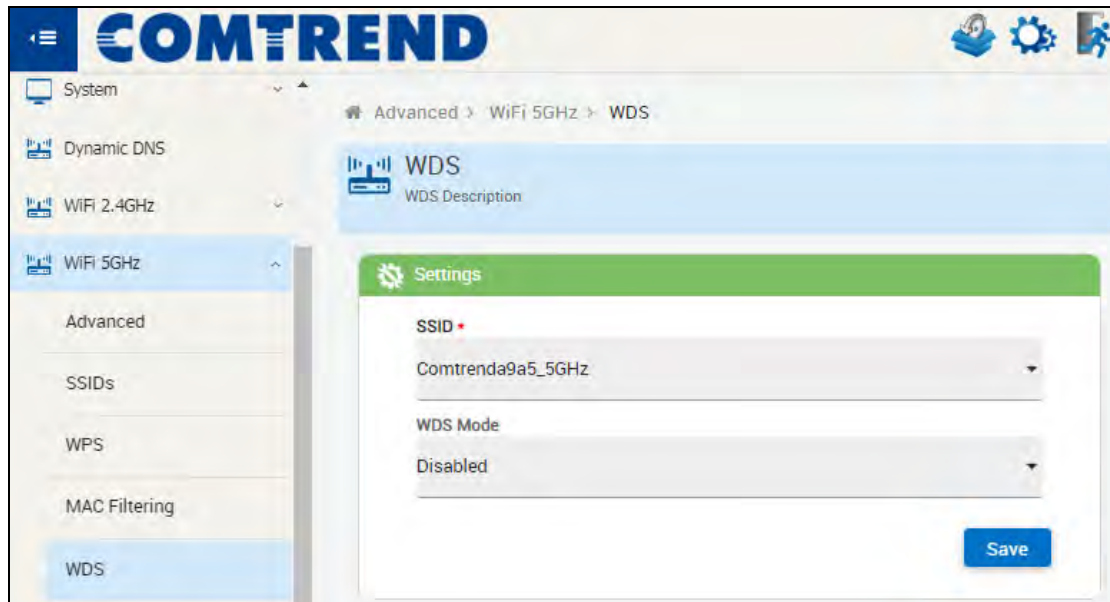 COMTREND
System
Dynamic DNS
WiFi 2.4GHz
WiFi 5GHz
Advanced
SSIDs
WPS
MAC Filtering
WDS
Advanced > WiFi 5GHz > WDS
WDS
WDS Description
Settings
SSID *
Comtrenda9a5_5GHz
WDS Mode
Disabled
Save